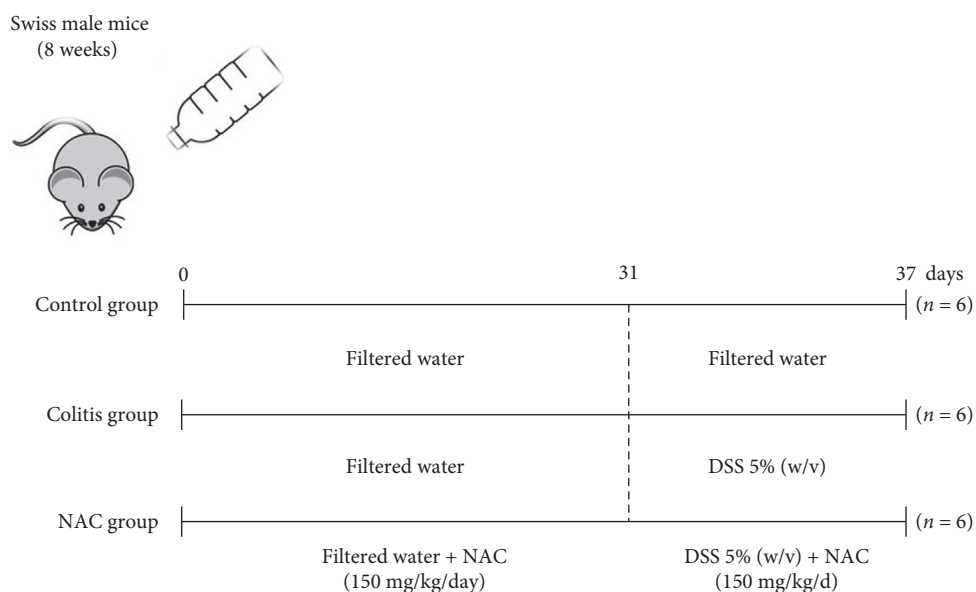 Swiss male mice
(8 weeks)
0 31 37 days
Control group (n = 6)
Filtered water Filtered water
Colitis group (n = 6)
Filtered water DSS 5% (w/v)
NAC group (n = 6)
Filtered water + NAC DSS 5% (w/v) + NAC
(150 mg/kg/day) (150 mg/kg/d)